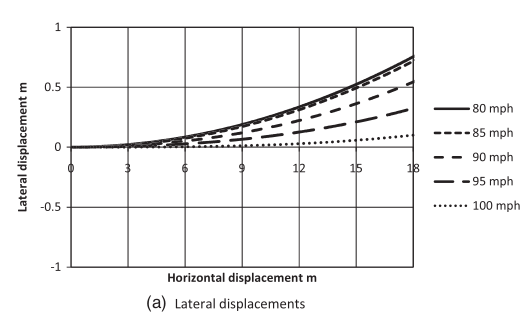 Lateral displacement m
1
0.5
0
-0.5
-1
0 3 6 9 12 15 18
Horizontal displacement m
80 mph
85 mph
90 mph
95 mph
100 mph
(a) Lateral displacements